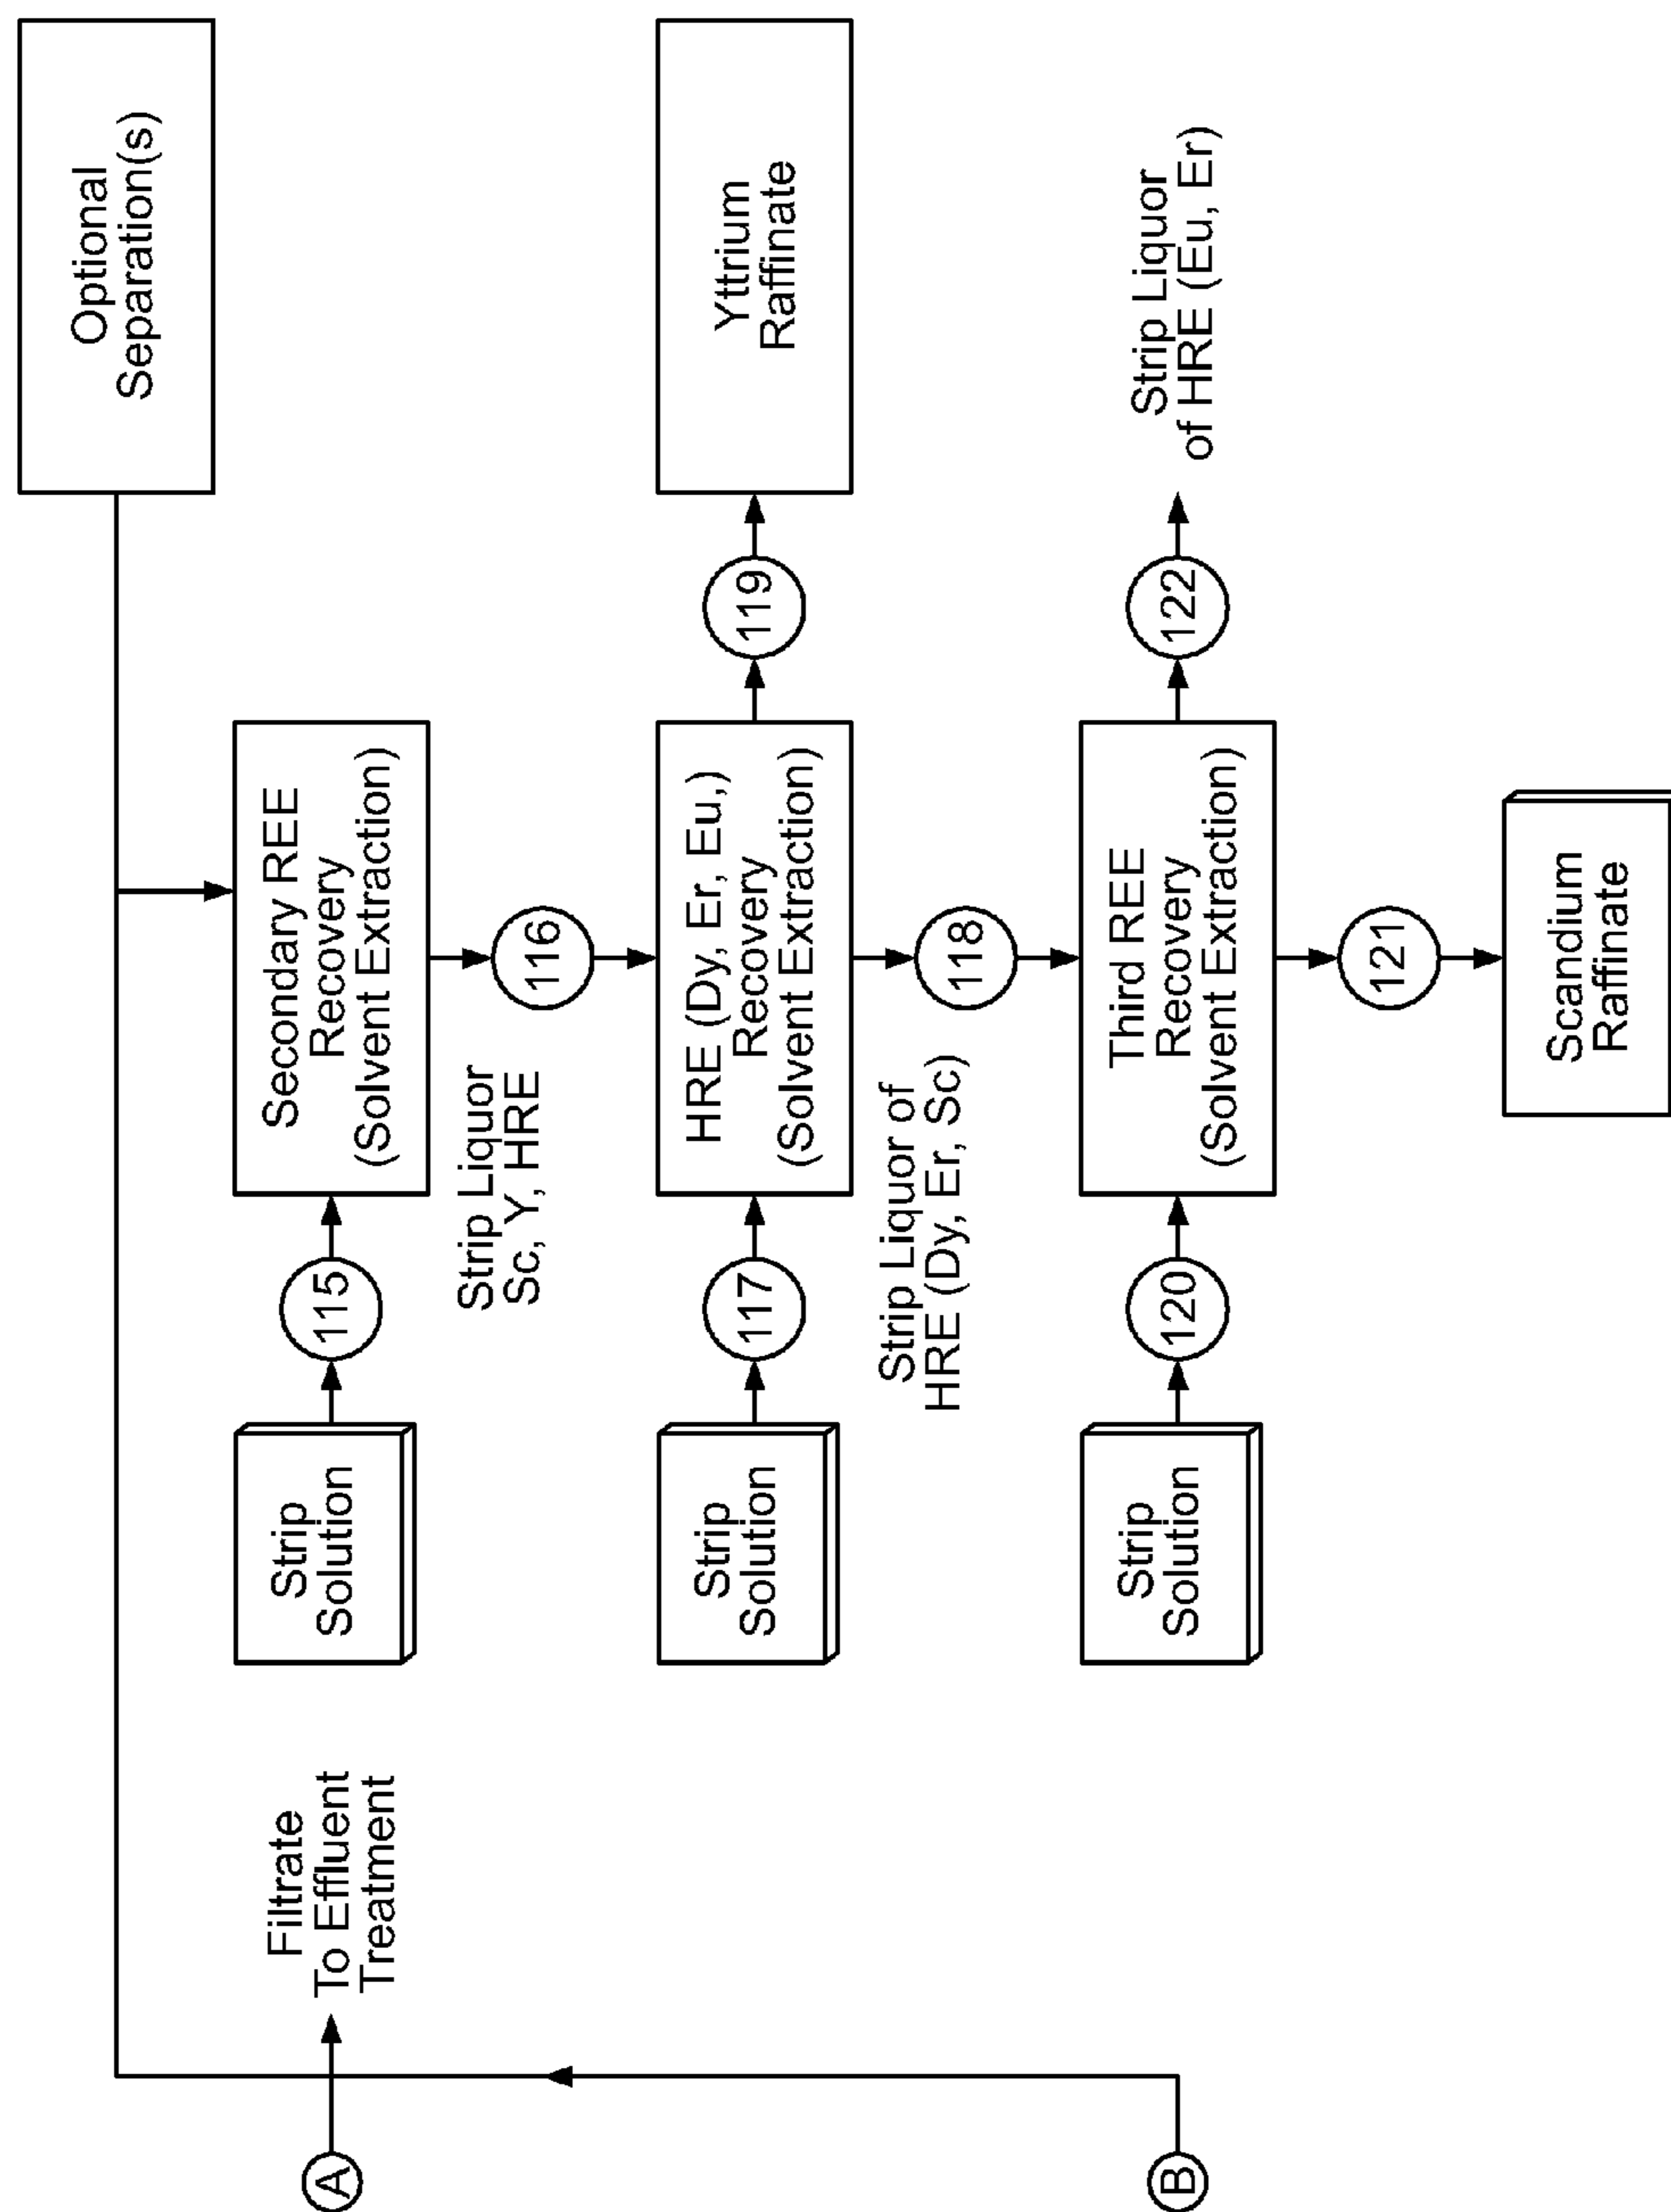 Optional
Separation(s)
A
Filtrate
To Effluent
Treatment
Strip
Solution
115
Secondary REE
Recovery
(Solvent Extraction)
Strip Liquor
Sc, Y, HRE
116
Strip
Solution
117
HRE (Dy, Er, Eu,)
Recovery
(Solvent Extraction)
119
Yttrium
Raffinate
Strip Liquor of
HRE (Dy, Er, Sc)
118
B
Strip
Solution
120
Third REE
Recovery
(Solvent Extraction)
122
Strip Liquor
of HRE (Eu, Er)
121
Scandium
Raffinate